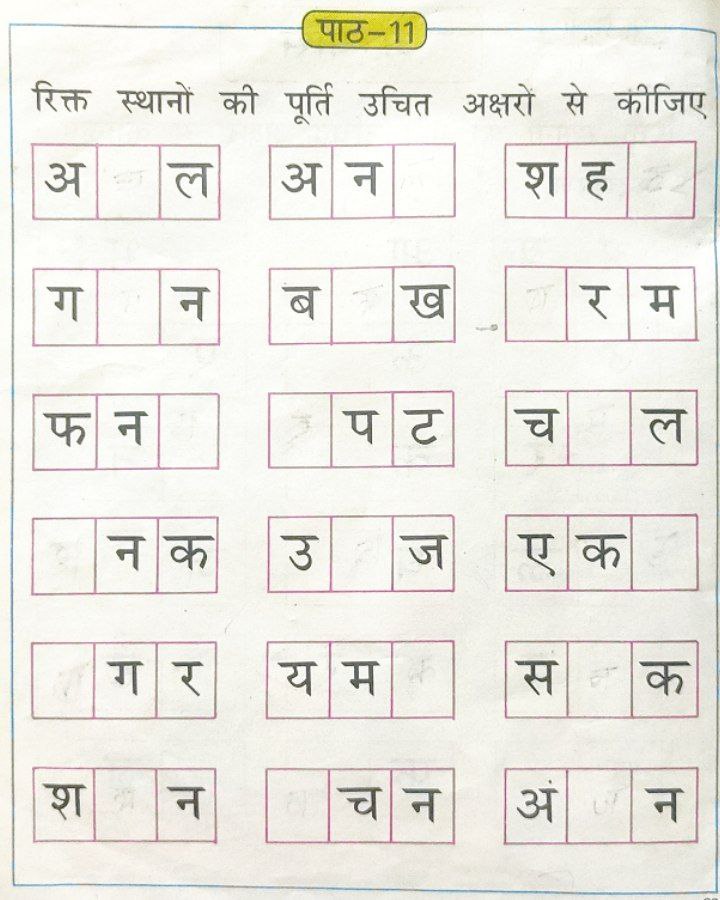 पाठ–11
रिक्त स्थानों की पूर्ति उचित अक्षरों से कीजिए
अ ल अ न श ह
ग न ब ख र म
फ न प ट च ल
न क उ ज ए क
ग र य म स क
श न च न अं न